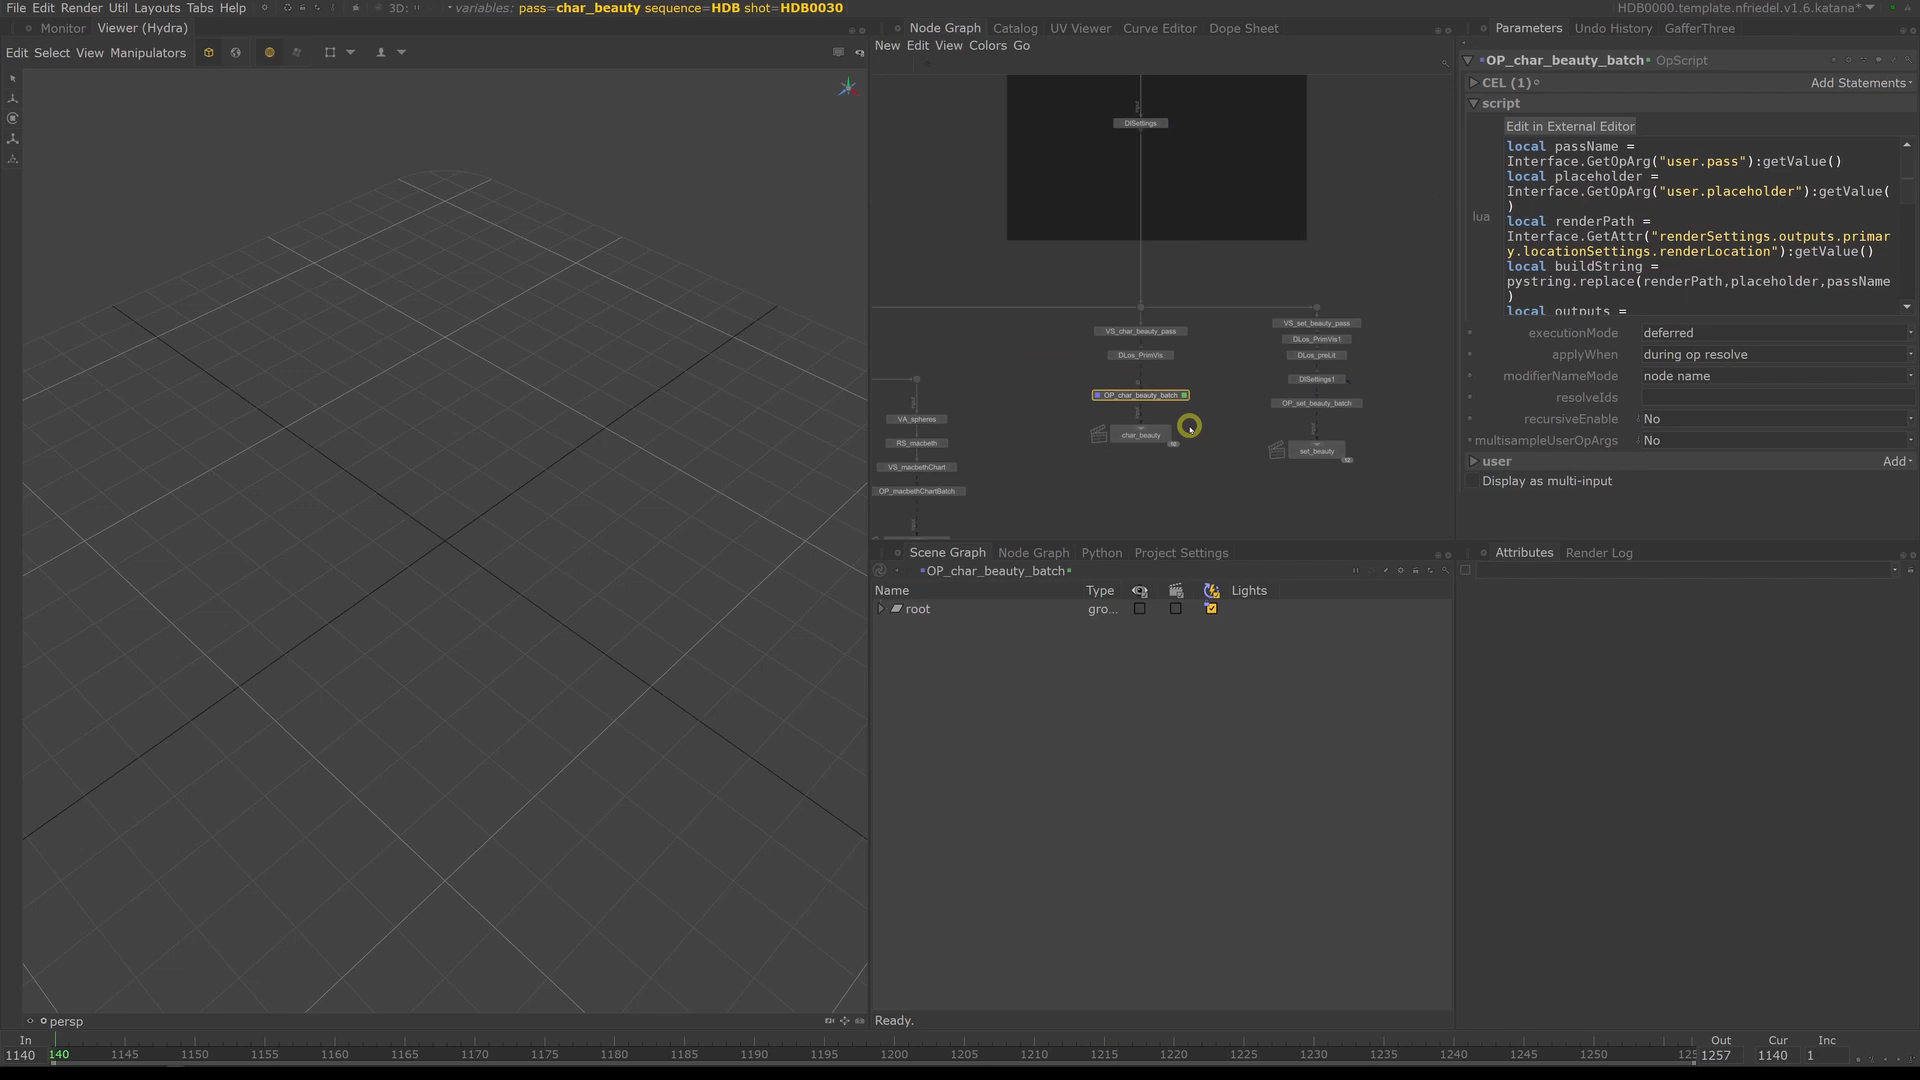 File Edit Render Util Layouts Tabs Help 3D: variables: pass=char_beauty sequence=HDB shot=HDB0030 HDB0000.template.nfriedel.v1.6.katana*
Monitor Viewer (Hydra)
Edit Select View Manipulators
persp
Node Graph Catalog UV Viewer Curve Editor Dope Sheet
New Edit View Colors Go
DlSettings
VS_char_beauty_pass
DLos_PrimVis
OP_char_beauty_batch
char_beauty
VS_set_beauty_pass
DLos_PrimVis1
DLos_preLit
DlSettings1
OP_set_beauty_batch
set_beauty
VA_spheres
RS_macbeth
VS_macbethChart
OP_macbethChartBatch
Scene Graph Node Graph Python Project Settings
OP_char_beauty_batch
Name Type Lights
root gro...
Ready.
Parameters Undo History GafferThree
OP_char_beauty_batch OpScript
CEL (1) Add Statements
script
Edit in External Editor
lua
local passName =
Interface.GetOpArg("user.pass"):getValue()
local placeholder =
Interface.GetOpArg("user.placeholder"):getValue(
)
local renderPath =
Interface.GetAttr("renderSettings.outputs.primar
y.locationSettings.renderLocation"):getValue()
local buildString =
pystring.replace(renderPath,placeholder,passName
)
local outputs =
executionMode deferred
applyWhen during op resolve
modifierNameMode node name
resolveIds
recursiveEnable No
multisampleUserOpArgs No
user Add
Display as multi-input
Attributes Render Log
In Out Cur Inc
1140 140 1145 1150 1155 1160 1165 1170 1175 1180 1185 1190 1195 1200 1205 1210 1215 1220 1225 1230 1235 1240 1245 1250 125 1257 1140 1